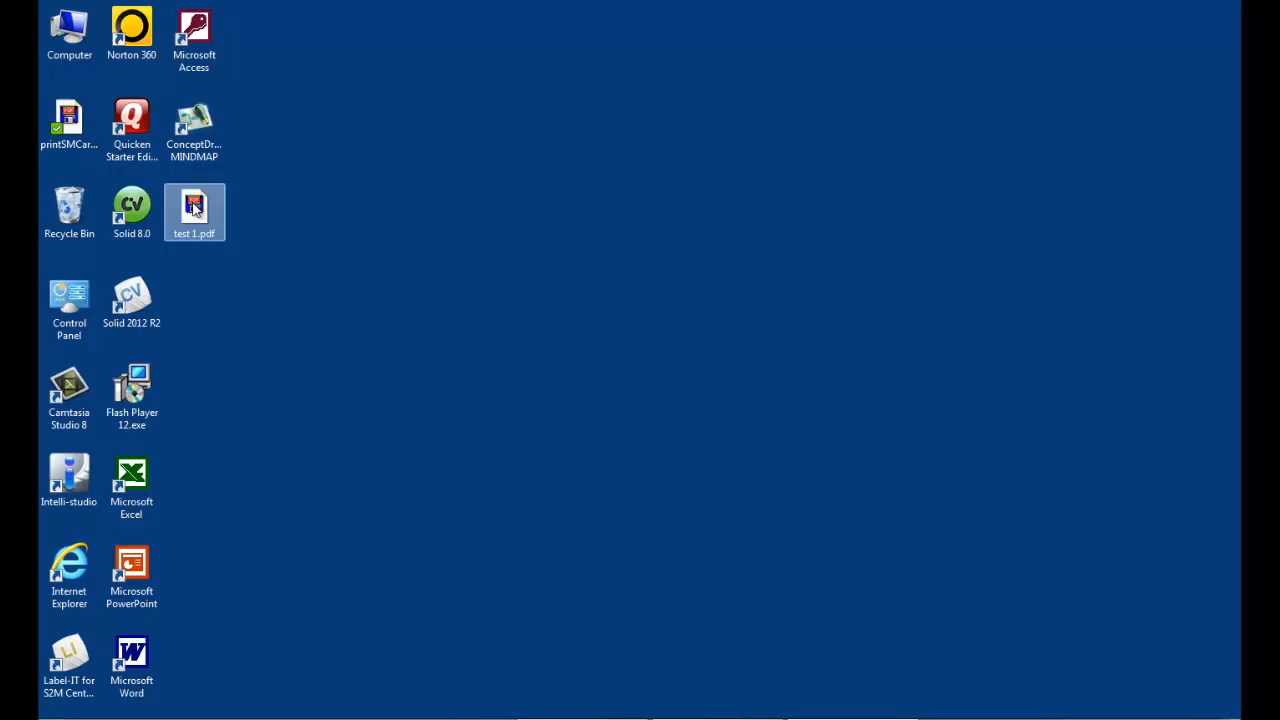 Computer
Norton 360
Microsoft
Access
printSMCar...
Quicken
Starter Edi...
ConceptDr...
MINDMAP
Recycle Bin
Solid 8.0
test 1.pdf
Control
Panel
Solid 2012 R2
Camtasia
Studio 8
Flash Player
12.exe
Intelli-studio
Microsoft
Excel
Internet
Explorer
Microsoft
PowerPoint
Label-IT for
S2M Cent...
Microsoft
Word